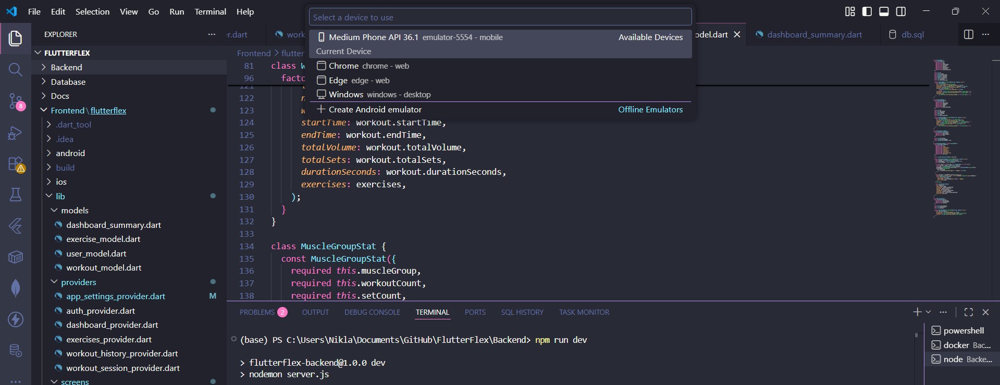 File Edit Selection View Go Run Terminal Help
Select a device to use
EXPLORER
er.dart
work
odel.dart
dashboard_summary.dart
db.sql
Medium Phone API 36.1 emulator-5554 - mobile Available Devices
Current Device
Chrome chrome - web
Edge edge - web
Windows windows - desktop
Create Android emulator Offline Emulators
FLUTTERFLEX
Backend
Database
Docs
Frontend\flutterflex
.dart_tool
.idea
android
build
ios
lib
models
dashboard_summary.dart
exercise_model.dart
user_model.dart
workout_model.dart
providers
app_settings_provider.dart M
auth_provider.dart
dashboard_provider.dart
exercises_provider.dart
workout_history_provider.dart
workout_session_provider.dart
screens
8
Frontend > flutter
81 class W
96 facto
121
122 n
123 w
124 startTime: workout.startTime,
125 endTime: workout.endTime,
126 totalVolume: workout.totalVolume,
127 totalSets: workout.totalSets,
128 durationSeconds: workout.durationSeconds,
129 exercises: exercises,
130 );
131 }
132 }
133
134 class MuscleGroupStat {
135 const MuscleGroupStat({
136 required this.muscleGroup,
137 required this.workoutCount,
138 required this.setCount,
PROBLEMS 2 OUTPUT DEBUG CONSOLE TERMINAL PORTS SQL HISTORY TASK MONITOR
(base) PS C:\Users\Nikla\Documents\GitHub\FlutterFlex\Backend> npm run dev
> flutterflex-backend@1.0.0 dev
> nodemon server.js
powershell
docker Bac...
node Backe...